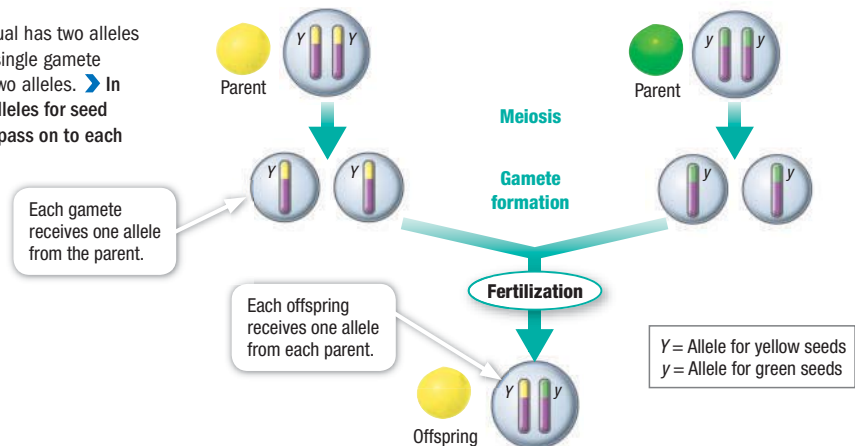 ual has two alleles
single gamete
wo alleles. ❯ In
lleles for seed
pass on to each
Y Y
Parent
y y
Parent
Meiosis
Y Y
Gamete
formation
y y
Each gamete
receives one allele
from the parent.
Fertilization
Each offspring
receives one allele
from each parent.
Y y
Offspring
Y = Allele for yellow seeds
y = Allele for green seeds